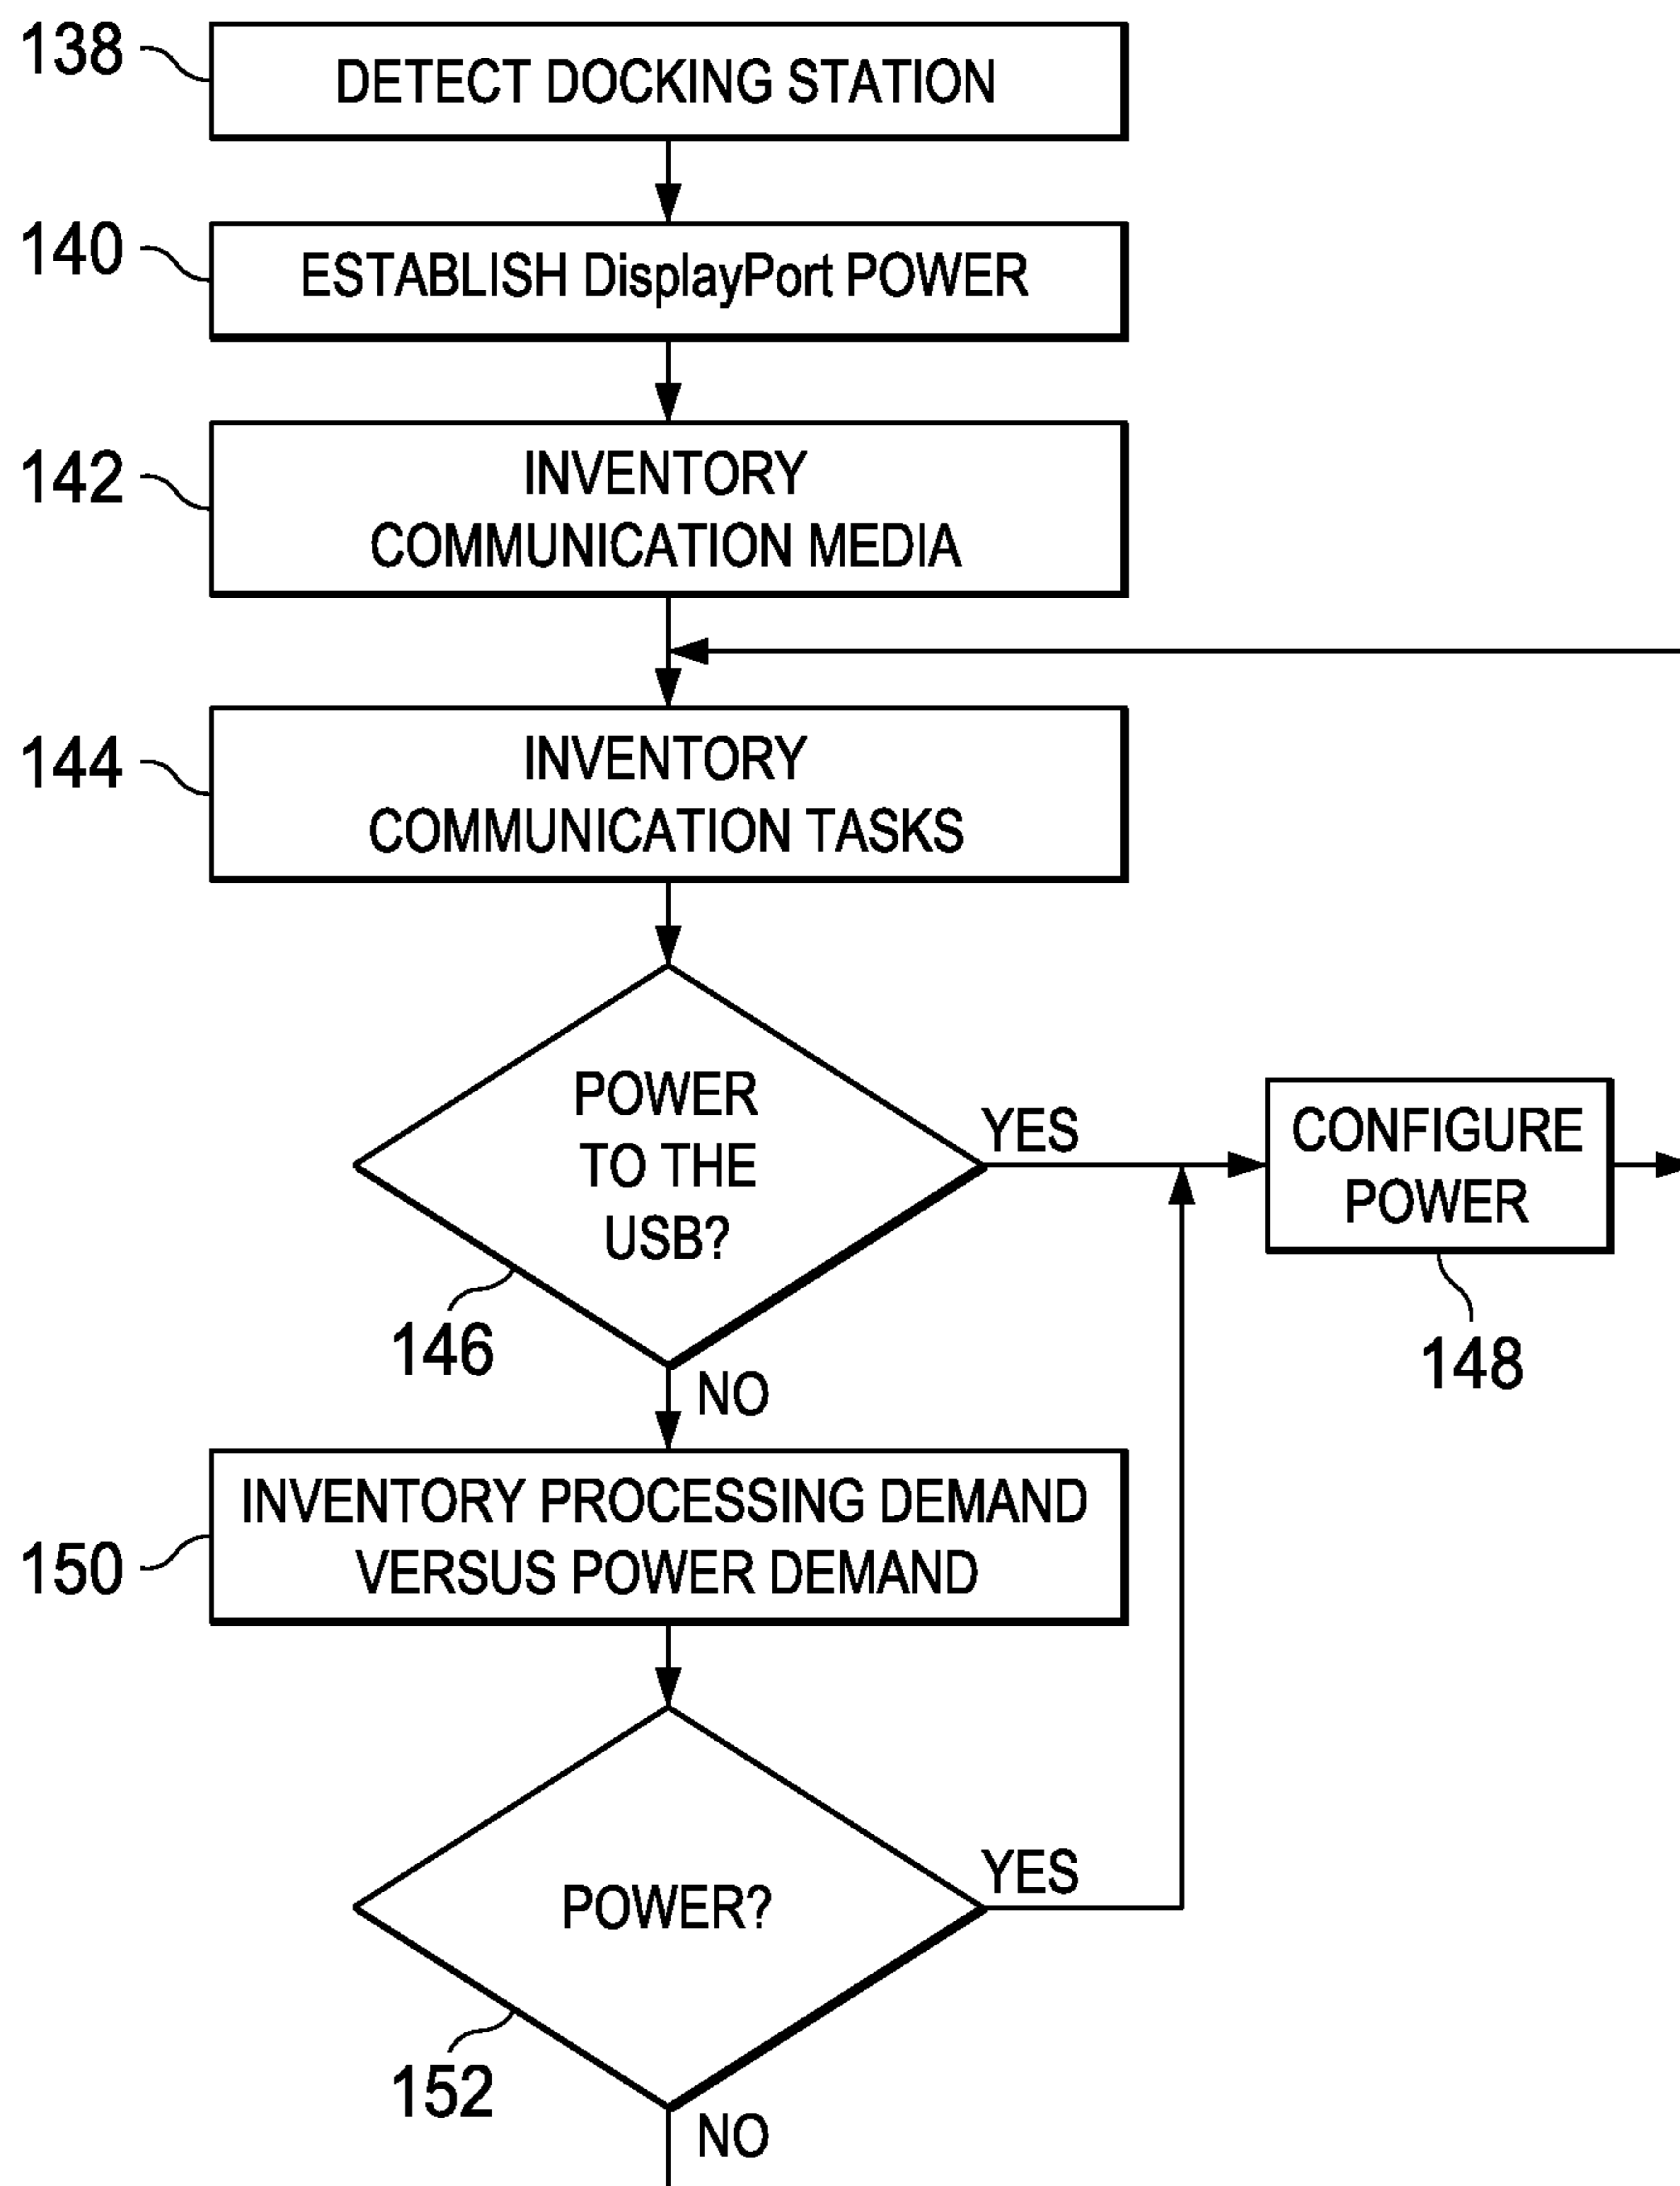 138
DETECT DOCKING STATION
140
ESTABLISH DisplayPort POWER
142
INVENTORY
COMMUNICATION MEDIA
144
INVENTORY
COMMUNICATION TASKS
POWER
TO THE
USB?
YES
146
NO
CONFIGURE
POWER
148
150
INVENTORY PROCESSING DEMAND
VERSUS POWER DEMAND
POWER?
YES
152
NO